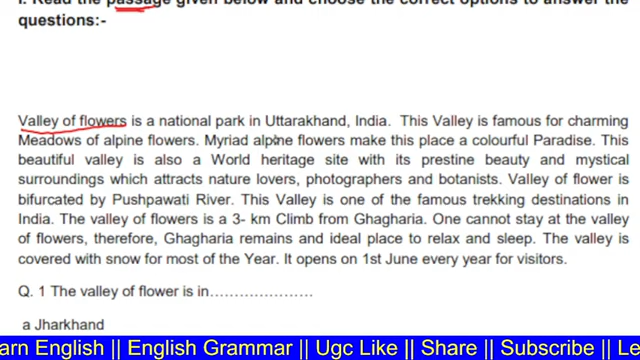 I. Read the passage given below and choose the correct options to answer the
questions:-
Valley of flowers is a national park in Uttarakhand, India. This Valley is famous for charming
Meadows of alpine flowers. Myriad alpine flowers make this place a colourful Paradise. This
beautiful valley is also a World heritage site with its prestine beauty and mystical
surroundings which attracts nature lovers, photographers and botanists. Valley of flower is
bifurcated by Pushpawati River. This Valley is one of the famous trekking destinations in
India. The valley of flowers is a 3- km Climb from Ghagharia. One cannot stay at the valley
of flowers, therefore, Ghagharia remains and ideal place to relax and sleep. The valley is
covered with snow for most of the Year. It opens on 1st June every year for visitors.
Q. 1 The valley of flower is in......................
a Jharkhand
arn English || English Grammar || Ugc Like || Share || Subscribe || Le